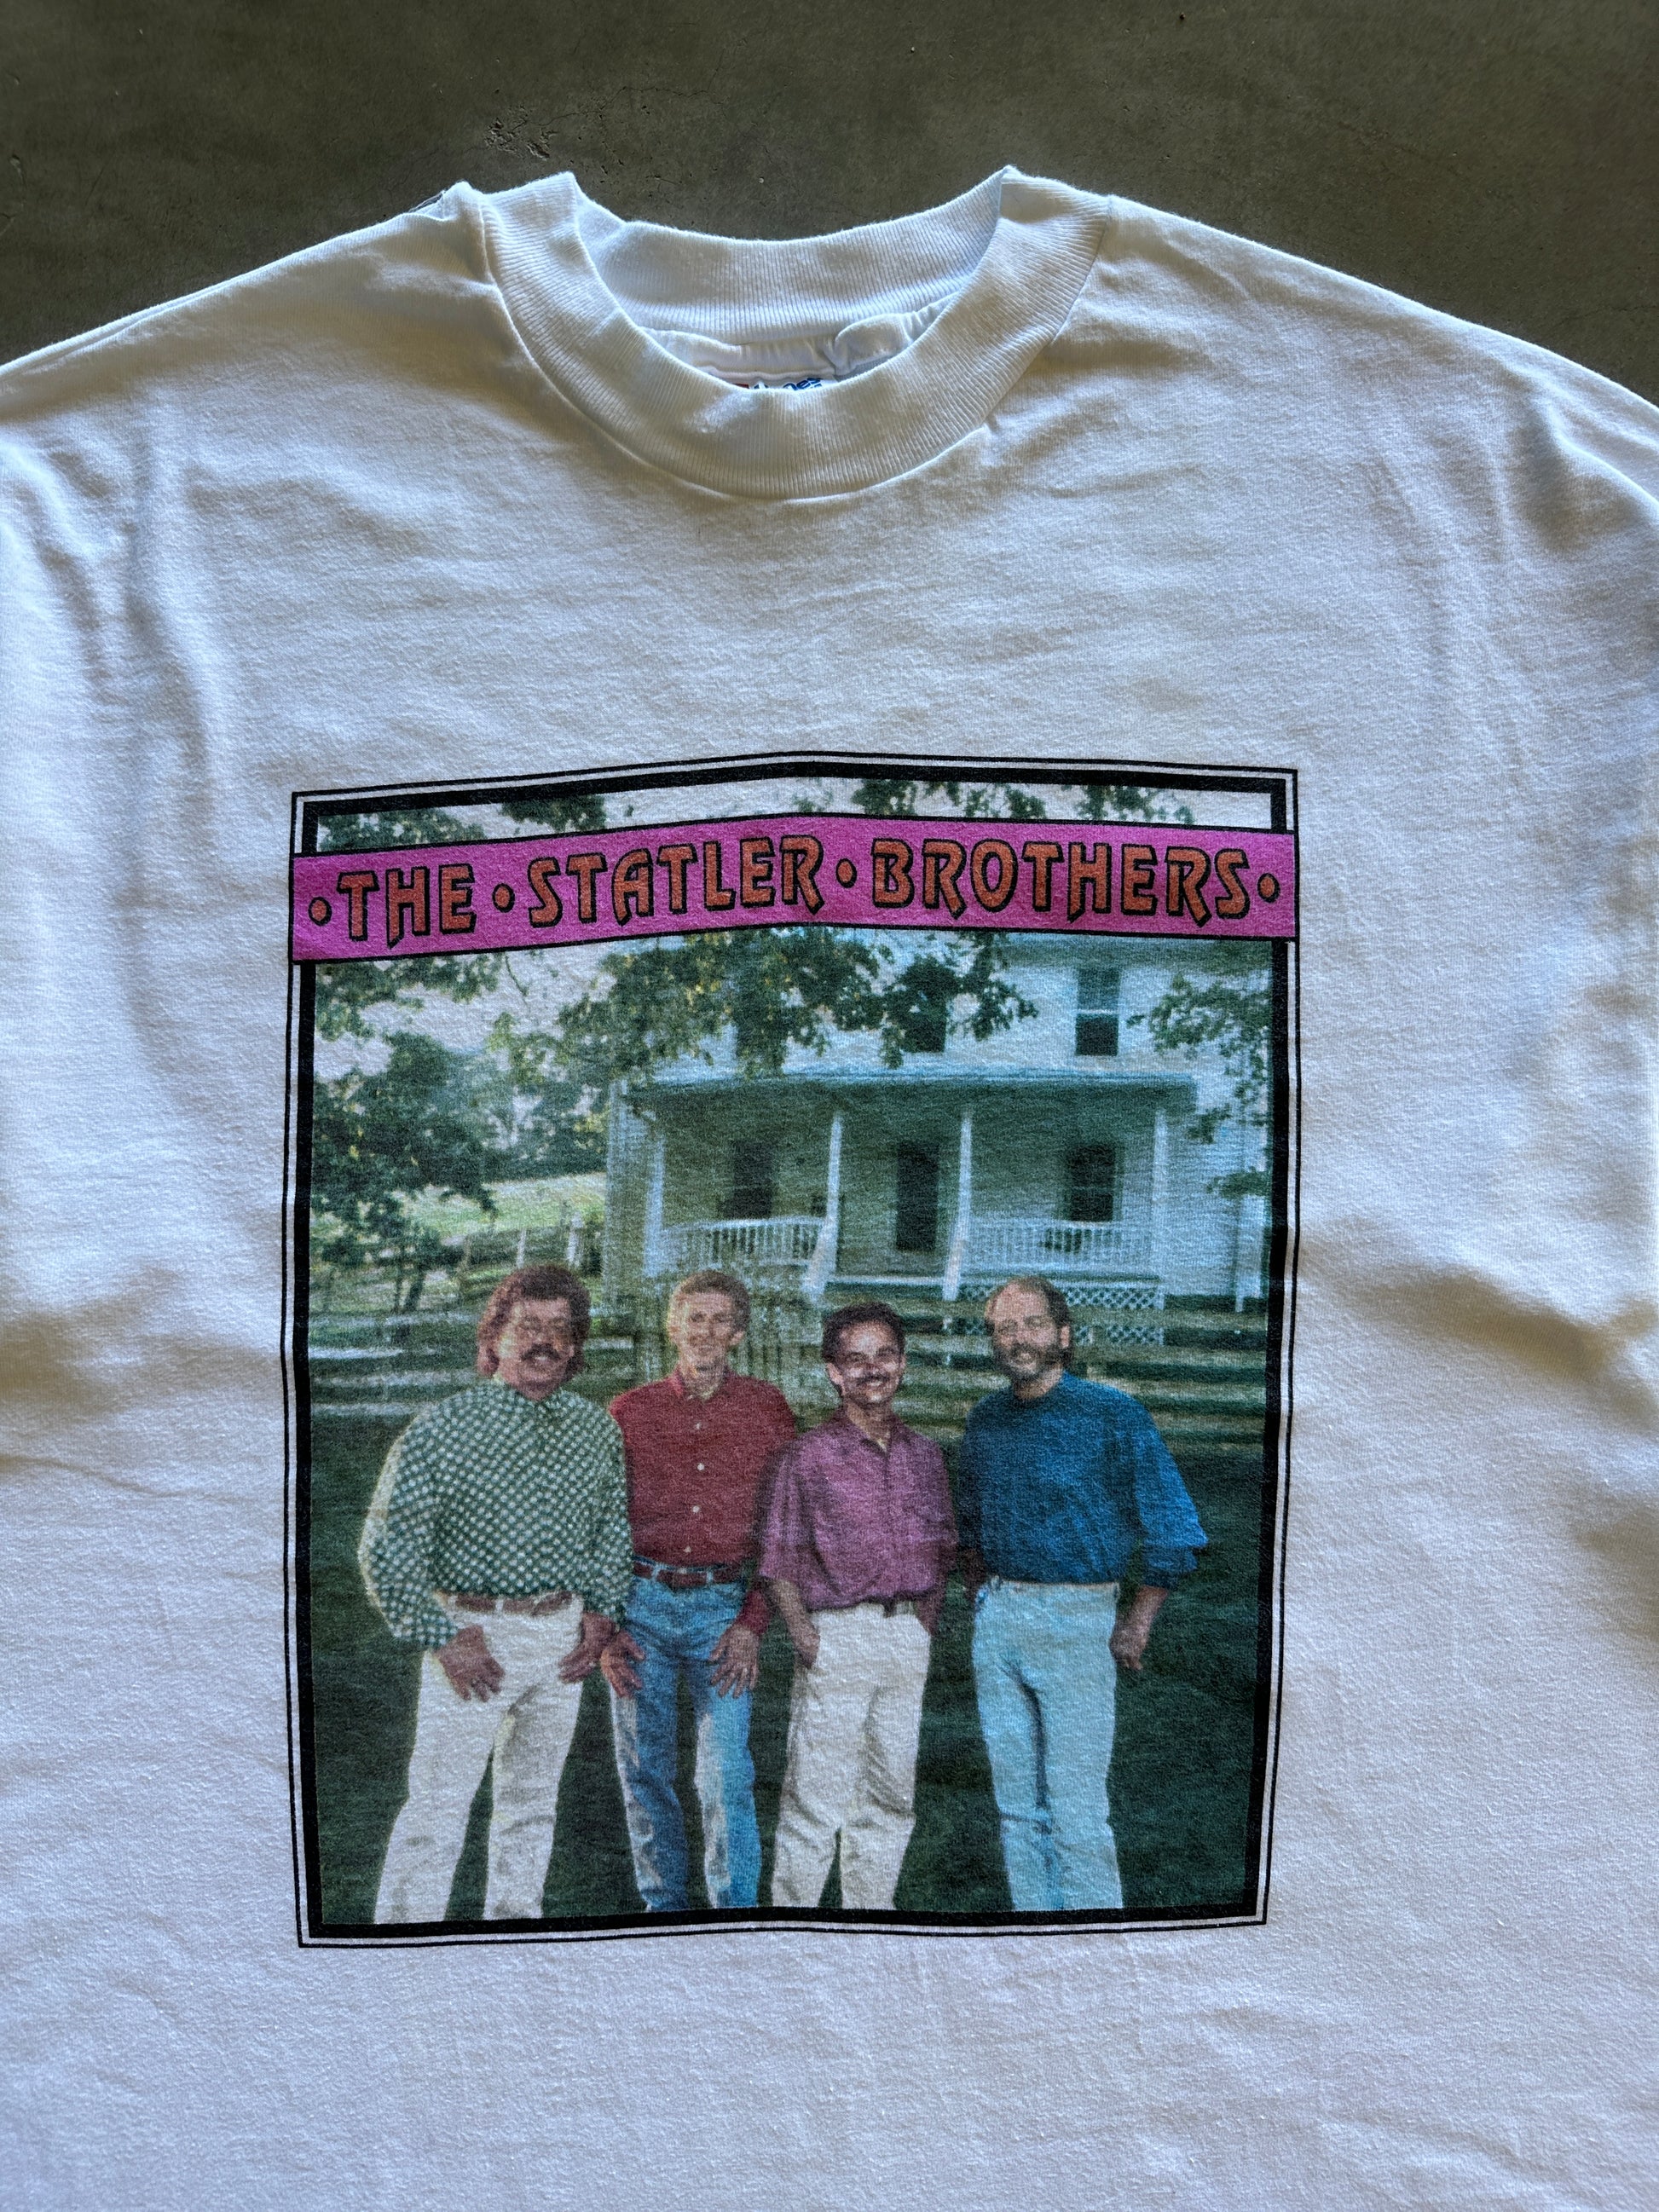 • THE • STATLER • BROTHERS •